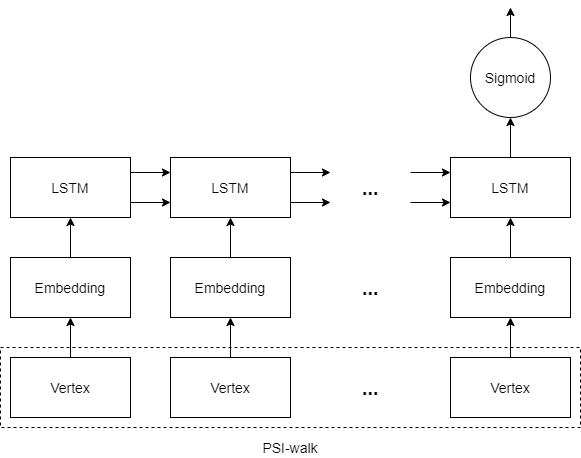 Sigmoid
LSTM LSTM ... LSTM
Embedding Embedding ... Embedding
Vertex Vertex ... Vertex
PSI-walk